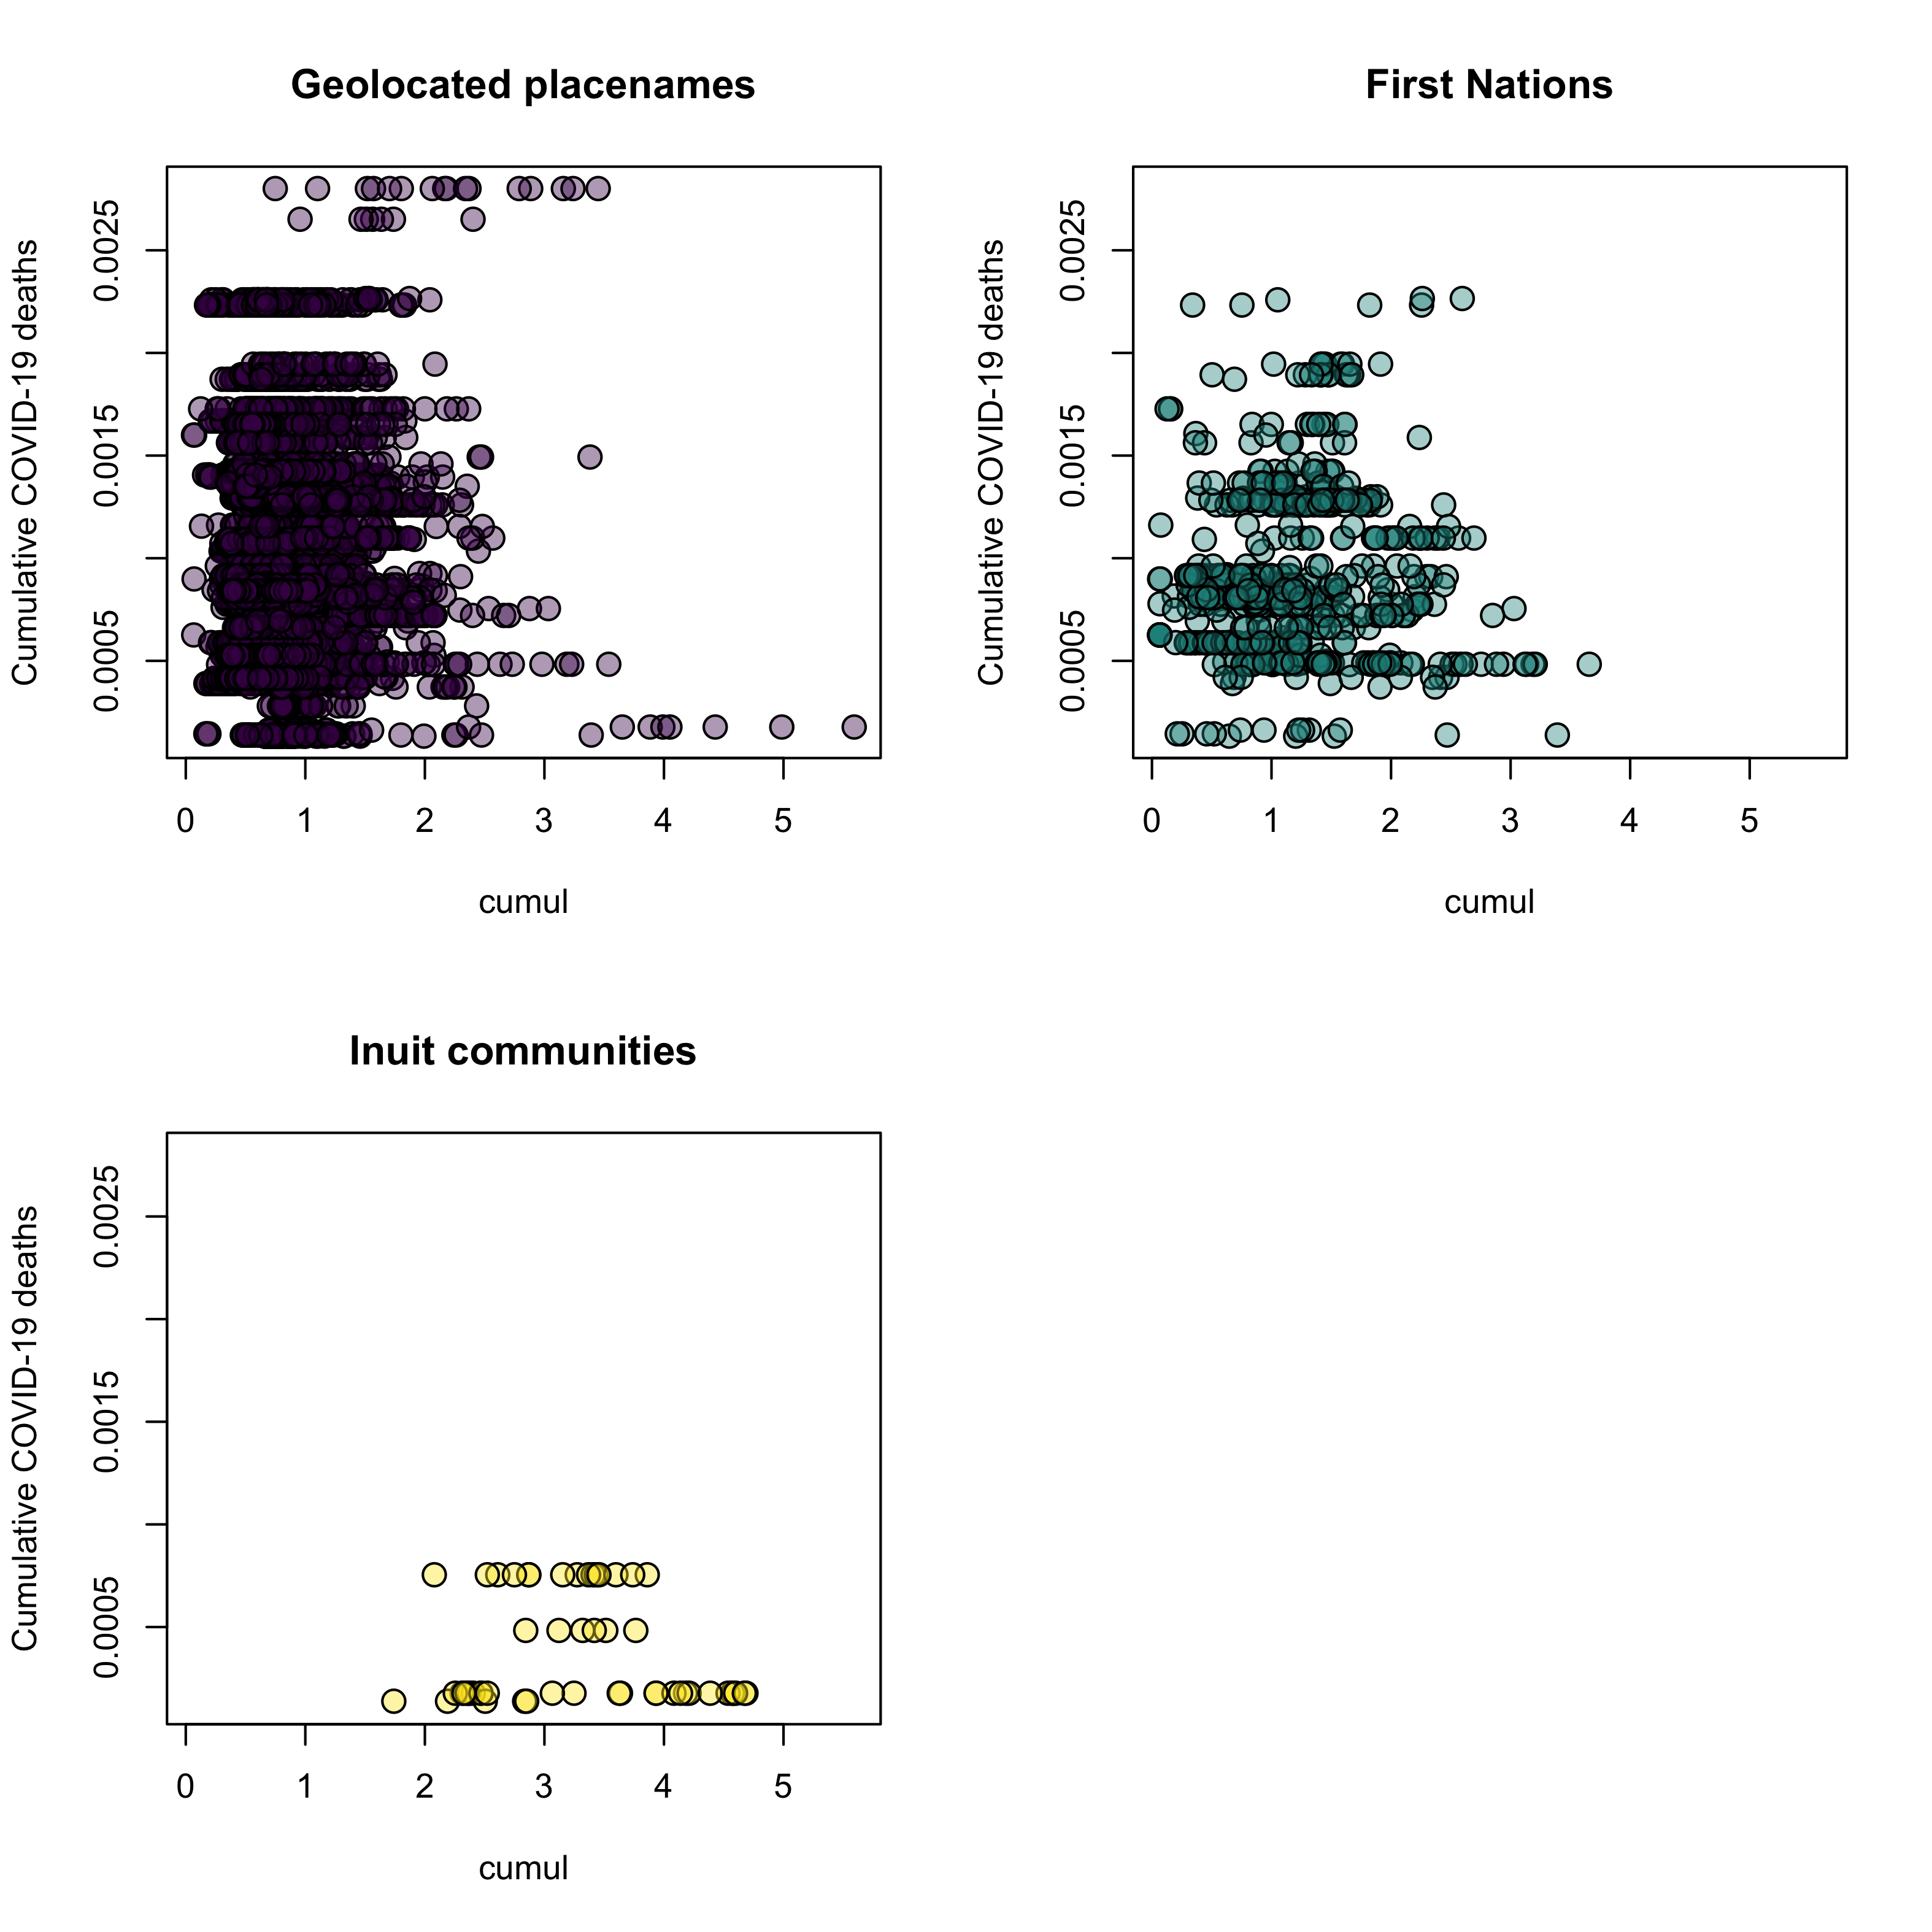 Geolocated placenames
Cumulative COVID-19 deaths
0.0025
0.0015
0.0005
0 1 2 3 4 5
cumul
First Nations
Cumulative COVID-19 deaths
0.0025
0.0015
0.0005
0 1 2 3 4 5
cumul
Inuit communities
Cumulative COVID-19 deaths
0.0025
0.0015
0.0005
0 1 2 3 4 5
cumul